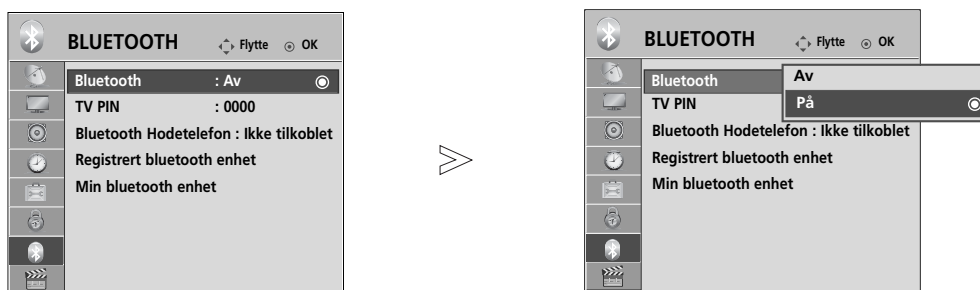 BLUETOOTH Flytte OK
Bluetooth : Av
TV PIN : 0000
Bluetooth Hodetelefon : Ikke tilkoblet
Registrert bluetooth enhet
Min bluetooth enhet
BLUETOOTH Flytte OK
Bluetooth Av
TV PIN På
Bluetooth Hodetelefon : Ikke tilkoblet
Registrert bluetooth enhet
Min bluetooth enhet